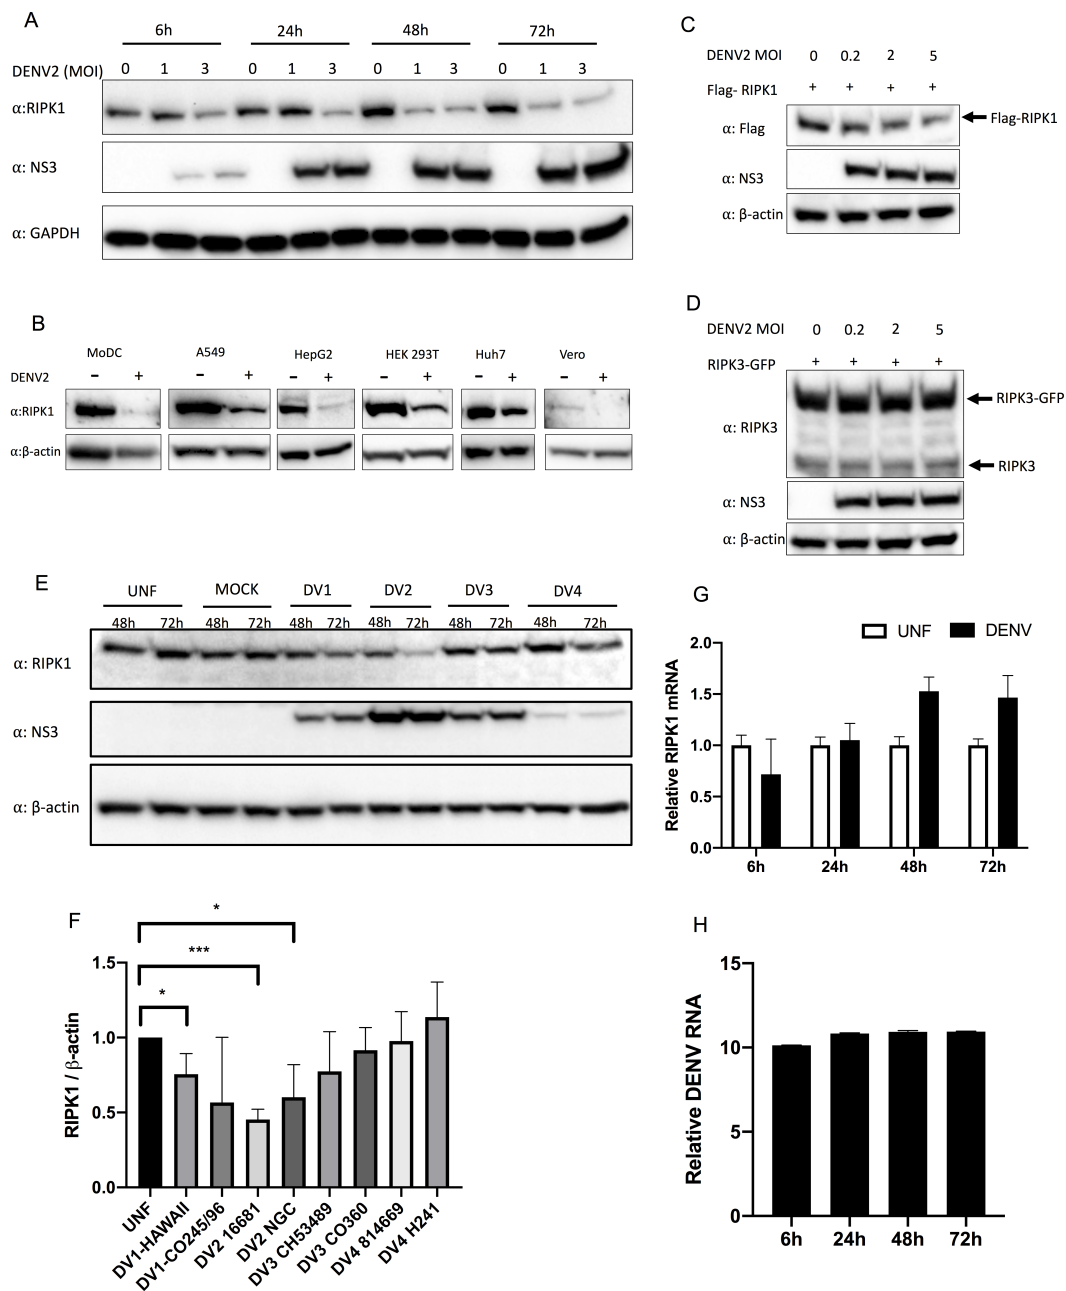 A
6h 24h 48h 72h
DENV2 (MOI) 0 1 3 0 1 3 0 1 3 0 1 3
α:RIPK1
α: NS3
α: GAPDH
B
MoDC A549 HepG2 HEK 293T Huh7 Vero
DENV2 − + − + − + − + − + − +
α:RIPK1
α:β-actin
C
DENV2 MOI 0 0.2 2 5
Flag- RIPK1 + + + +
α: Flag
Flag-RIPK1
α: NS3
α: β-actin
D
DENV2 MOI 0 0.2 2 5
RIPK3-GFP + + + +
RIPK3-GFP
α: RIPK3
RIPK3
α: NS3
α: β-actin
E
UNF MOCK DV1 DV2 DV3 DV4
48h 72h 48h 72h 48h 72h 48h 72h 48h 72h 48h 72h
α: RIPK1
α: NS3
α: β-actin
G
UNF DENV
Relative RIPK1 mRNA
2.0
1.5
1.0
0.5
0.0
6h 24h 48h 72h
F
*
***
*
RIPK1 / β-actin
1.5
1.0
0.5
0.0
UNF
DV1-HAWAII
DV1-CO245/96
DV2 16681
DV2 NGC
DV3 CH53489
DV3 CO360
DV4 814669
DV4 H241
H
Relative DENV RNA
15
10
5
0
6h 24h 48h 72h